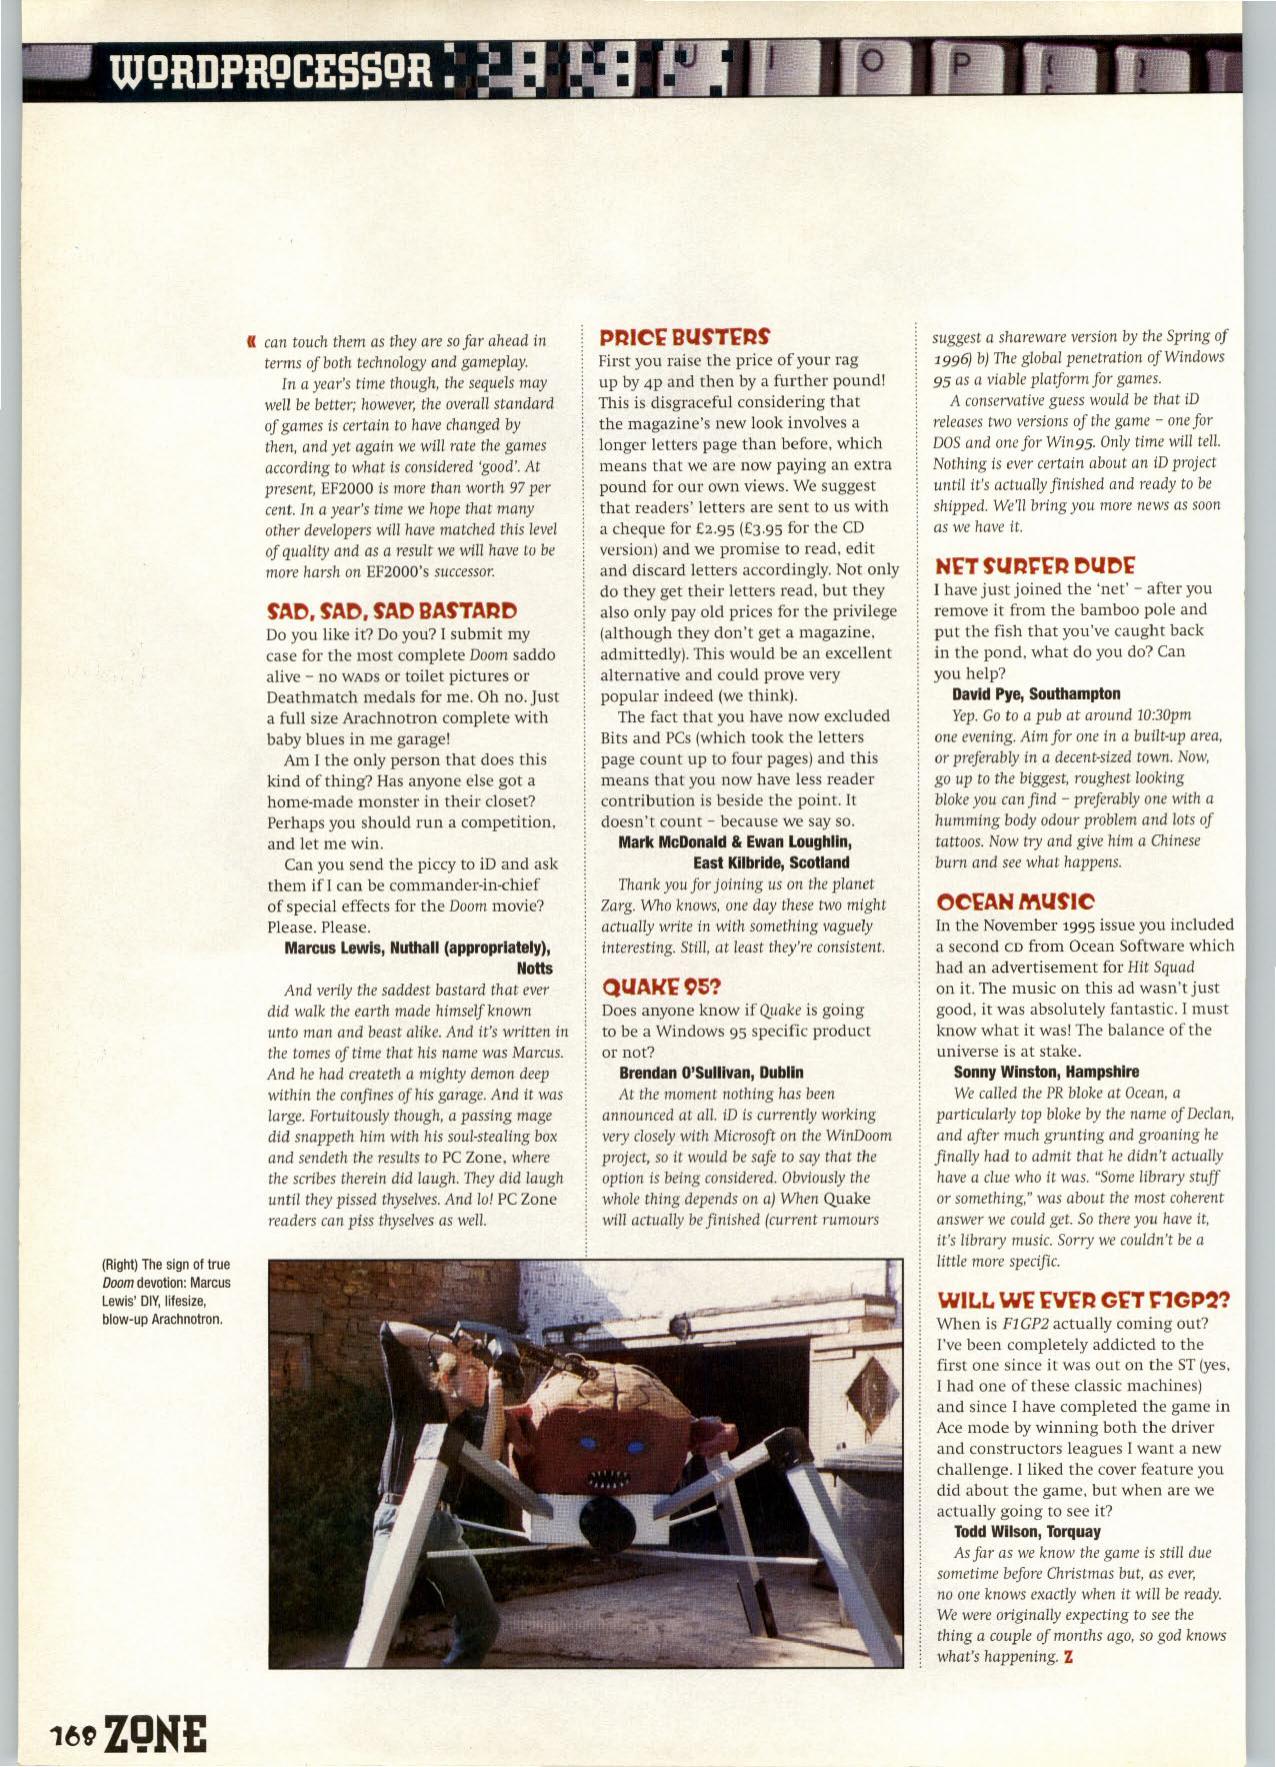 WORDPROCESSOR
U I O P { }
« can touch them as they are so far ahead in
terms of both technology and gameplay.
In a year's time though, the sequels may
well be better; however, the overall standard
of games is certain to have changed by
then, and yet again we will rate the games
according to what is considered 'good'. At
present, EF2000 is more than worth 97 per
cent. In a year's time we hope that many
other developers will have matched this level
of quality and as a result we will have to be
more harsh on EF2000's successor.
SAD, SAD, SAD BASTARD
Do you like it? Do you? I submit my
case for the most complete Doom saddo
alive – no WADs or toilet pictures or
Deathmatch medals for me. Oh no. Just
a full size Arachnotron complete with
baby blues in me garage!
Am I the only person that does this
kind of thing? Has anyone else got a
home-made monster in their closet?
Perhaps you should run a competition,
and let me win.
Can you send the piccy to iD and ask
them if I can be commander-in-chief
of special effects for the Doom movie?
Please. Please.
Marcus Lewis, Nuthall (appropriately),
Notts
And verily the saddest bastard that ever
did walk the earth made himself known
unto man and beast alike. And it's written in
the tomes of time that his name was Marcus.
And he had createth a mighty demon deep
within the confines of his garage. And it was
large. Fortuitously though, a passing mage
did snappeth him with his soul-stealing box
and sendeth the results to PC Zone, where
the scribes therein did laugh. They did laugh
until they pissed thyselves. And lo! PC Zone
readers can piss thyselves as well.
PRICE BUSTERS
First you raise the price of your rag
up by 4p and then by a further pound!
This is disgraceful considering that
the magazine's new look involves a
longer letters page than before, which
means that we are now paying an extra
pound for our own views. We suggest
that readers' letters are sent to us with
a cheque for £2.95 (£3.95 for the CD
version) and we promise to read, edit
and discard letters accordingly. Not only
do they get their letters read, but they
also only pay old prices for the privilege
(although they don't get a magazine,
admittedly). This would be an excellent
alternative and could prove very
popular indeed (we think).
The fact that you have now excluded
Bits and PCs (which took the letters
page count up to four pages) and this
means that you now have less reader
contribution is beside the point. It
doesn't count – because we say so.
Mark McDonald & Ewan Loughlin,
East Kilbride, Scotland
Thank you for joining us on the planet
Zarg. Who knows, one day these two might
actually write in with something vaguely
interesting. Still, at least they're consistent.
QUAKE 95?
Does anyone know if Quake is going
to be a Windows 95 specific product
or not?
Brendan O'Sullivan, Dublin
At the moment nothing has been
announced at all. iD is currently working
very closely with Microsoft on the WinDoom
project, so it would be safe to say that the
option is being considered. Obviously the
whole thing depends on a) When Quake
will actually be finished (current rumours
suggest a shareware version by the Spring of
1996) b) The global penetration of Windows
95 as a viable platform for games.
A conservative guess would be that iD
releases two versions of the game – one for
DOS and one for Win95. Only time will tell.
Nothing is ever certain about an iD project
until it's actually finished and ready to be
shipped. We'll bring you more news as soon
as we have it.
NET SURFER DUDE
I have just joined the 'net' – after you
remove it from the bamboo pole and
put the fish that you've caught back
in the pond, what do you do? Can
you help?
David Pye, Southampton
Yep. Go to a pub at around 10:30pm
one evening. Aim for one in a built-up area,
or preferably in a decent-sized town. Now,
go up to the biggest, roughest looking
bloke you can find – preferably one with a
humming body odour problem and lots of
tattoos. Now try and give him a Chinese
burn and see what happens.
OCEAN MUSIC
In the November 1995 issue you included
a second CD from Ocean Software which
had an advertisement for Hit Squad
on it. The music on this ad wasn't just
good, it was absolutely fantastic. I must
know what it was! The balance of the
universe is at stake.
Sonny Winston, Hampshire
We called the PR bloke at Ocean, a
particularly top bloke by the name of Declan,
and after much grunting and groaning he
finally had to admit that he didn't actually
have a clue who it was. "Some library stuff
or something," was about the most coherent
answer we could get. So there you have it,
it's library music. Sorry we couldn't be a
little more specific.
WILL WE EVER GET F1GP2?
When is F1GP2 actually coming out?
I've been completely addicted to the
first one since it was out on the ST (yes,
I had one of these classic machines)
and since I have completed the game in
Ace mode by winning both the driver
and constructors leagues I want a new
challenge. I liked the cover feature you
did about the game, but when are we
actually going to see it?
Todd Wilson, Torquay
As far as we know the game is still due
sometime before Christmas but, as ever,
no one knows exactly when it will be ready.
We were originally expecting to see the
thing a couple of months ago, so god knows
what's happening. Z
(Right) The sign of true
Doom devotion: Marcus
Lewis' DIY, lifesize,
blow-up Arachnotron.
168 ZONE